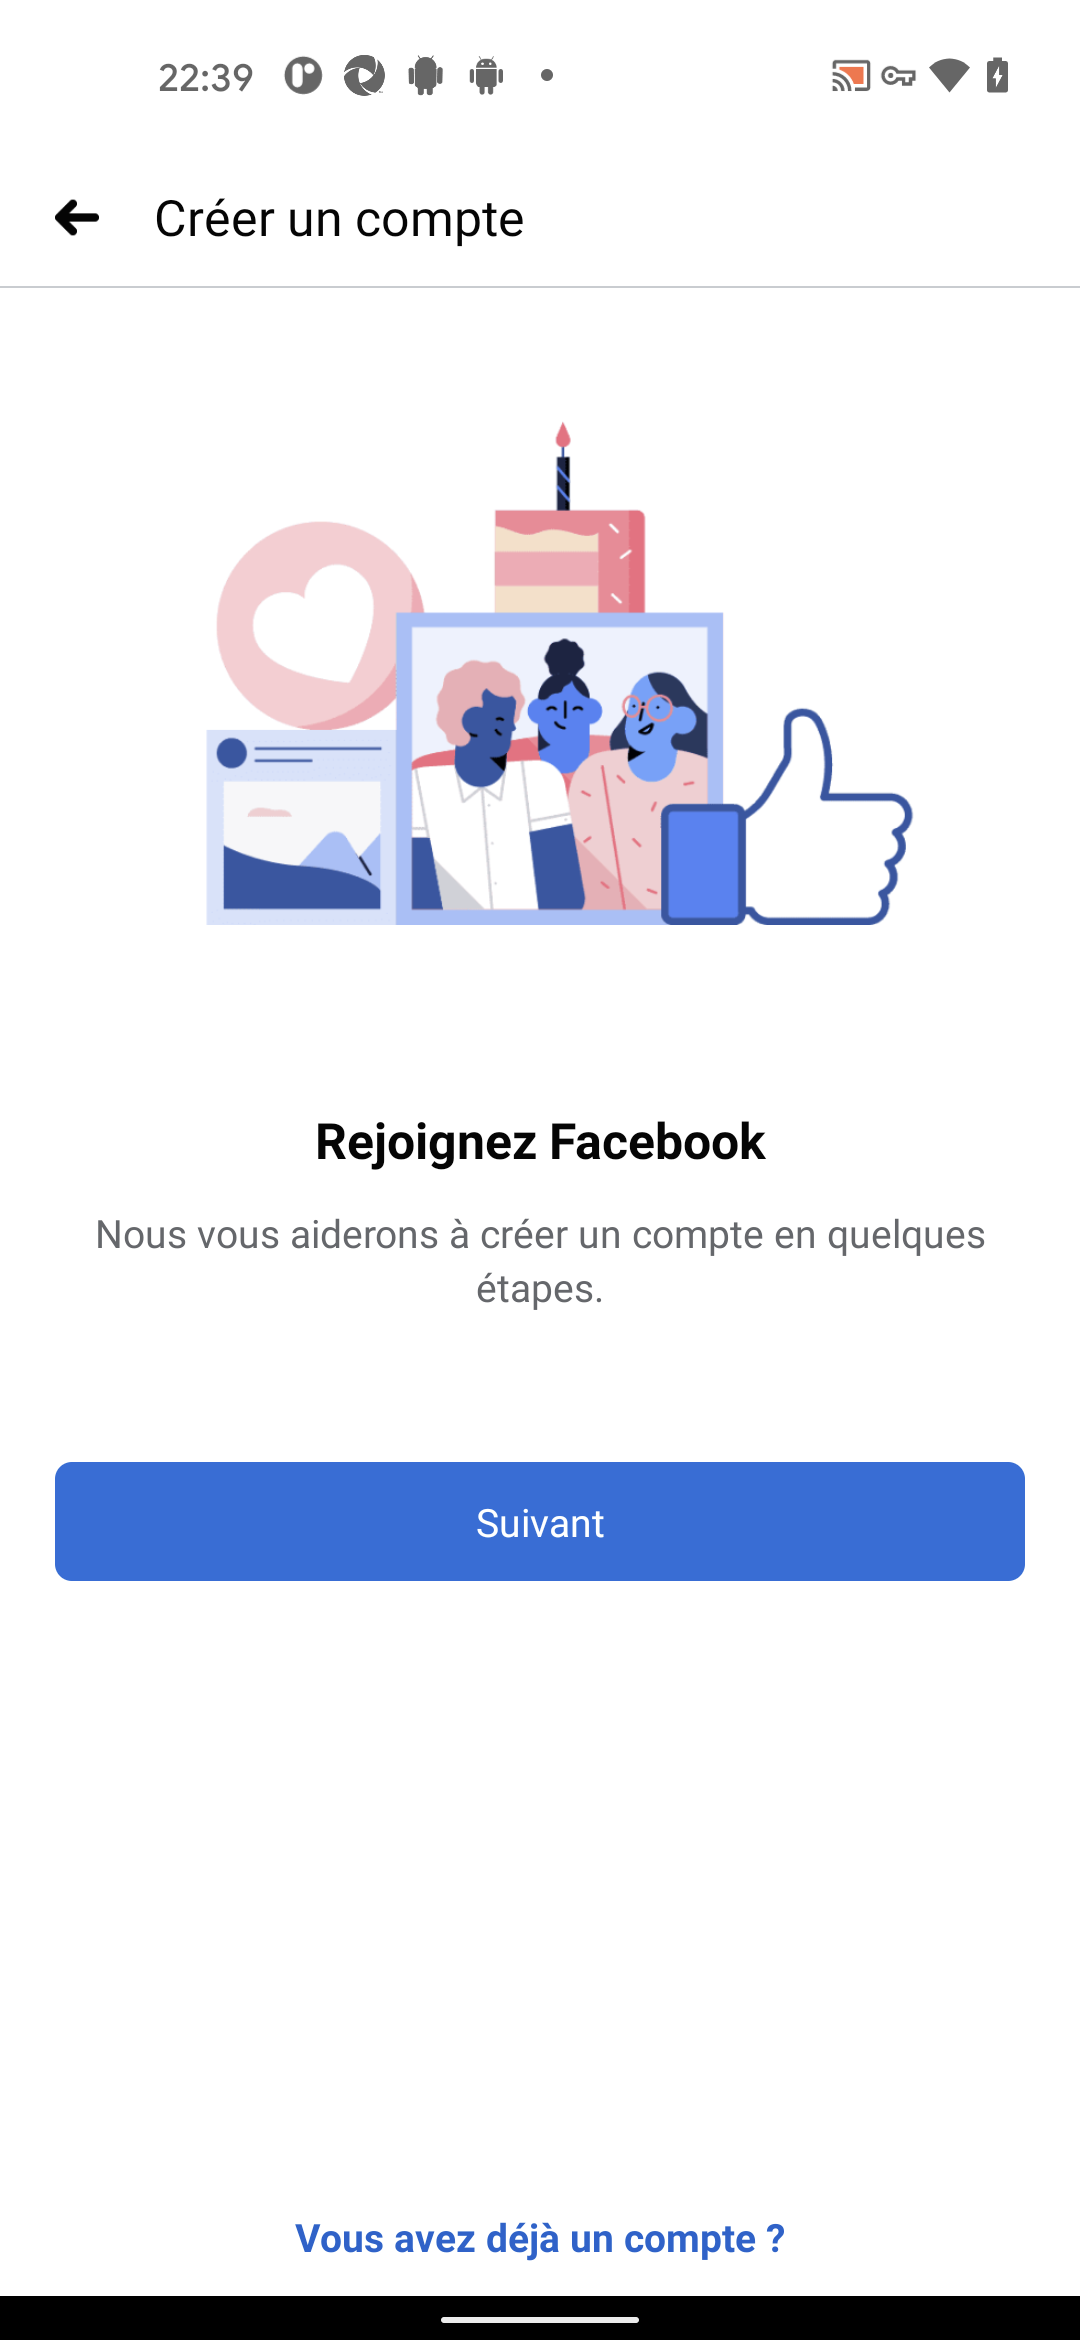 22:39
Créer un compte
Rejoignez Facebook
Nous vous aiderons à créer un compte en quelques
étapes.
Suivant
Vous avez déjà un compte ?